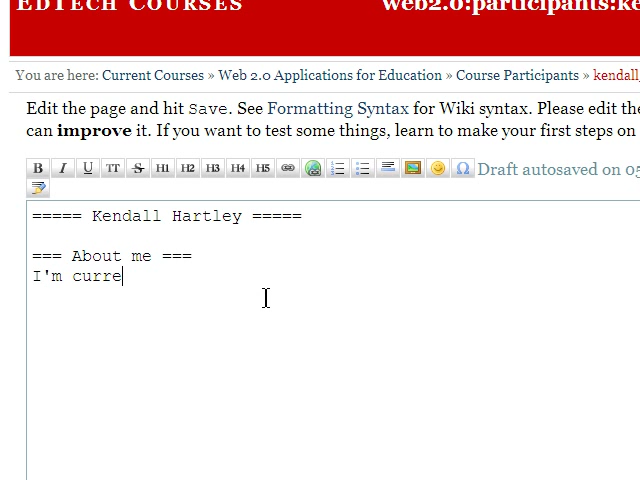 EdTech Courses
web2.0:participants:ke
You are here: Current Courses » Web 2.0 Applications for Education » Course Participants » kendall
Edit the page and hit Save. See Formatting Syntax for Wiki syntax. Please edit the
can improve it. If you want to test some things, learn to make your first steps on
B I U TT S H1 H2 H3 H4 H5 Ω Draft autosaved on 05
===== Kendall Hartley =====
=== About me ===
I'm curre